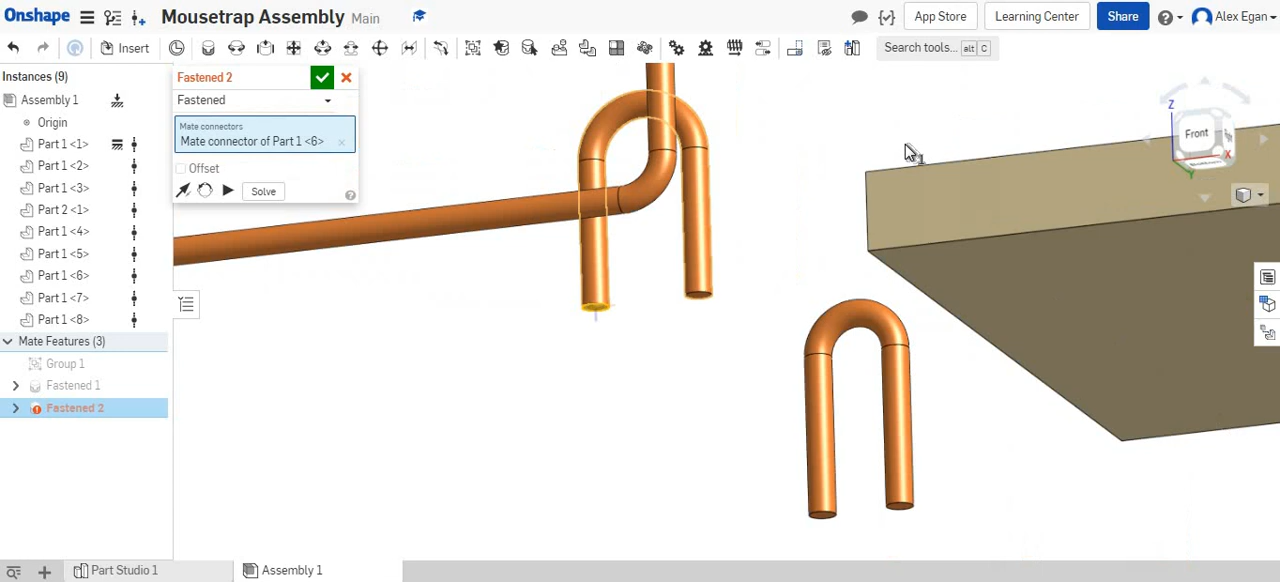 Onshape Mousetrap Assembly Main App Store Learning Center Share Alex Egan
Insert Search tools... alt C
Instances (9)
Assembly 1
Origin
Part 1 <1>
Part 1 <2>
Part 1 <3>
Part 2 <1>
Part 1 <4>
Part 1 <5>
Part 1 <6>
Part 1 <7>
Part 1 <8>
Mate Features (3)
Group 1
Fastened 1
Fastened 2
Fastened 2
Fastened
Mate connectors
Mate connector of Part 1 <6>
Offset
Solve
1
Z
Front
X
Y
Part Studio 1
Assembly 1